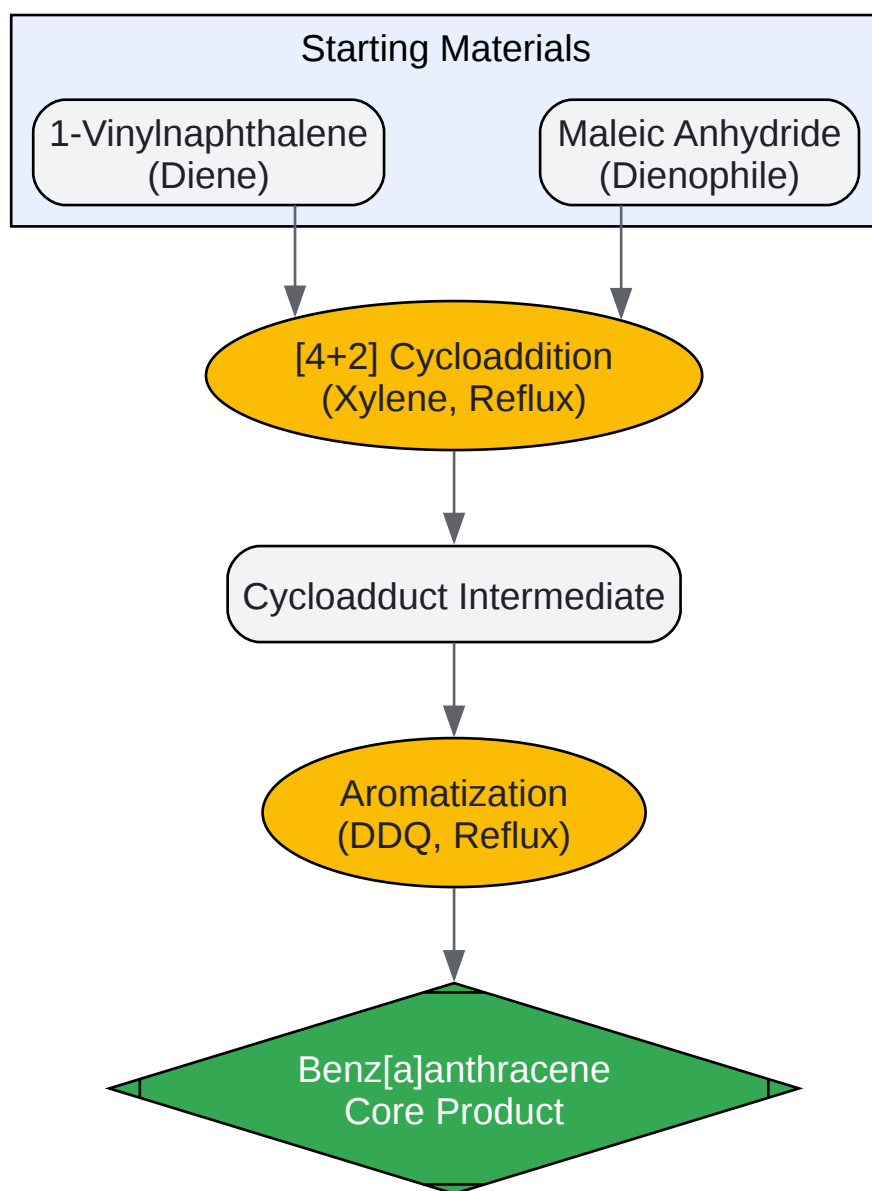 Starting Materials
1-Vinylnaphthalene
(Diene)
Maleic Anhydride
(Dienophile)
[4+2] Cycloaddition
(Xylene, Reflux)
Cycloadduct Intermediate
Aromatization
(DDQ, Reflux)
Benz[a]anthracene
Core Product